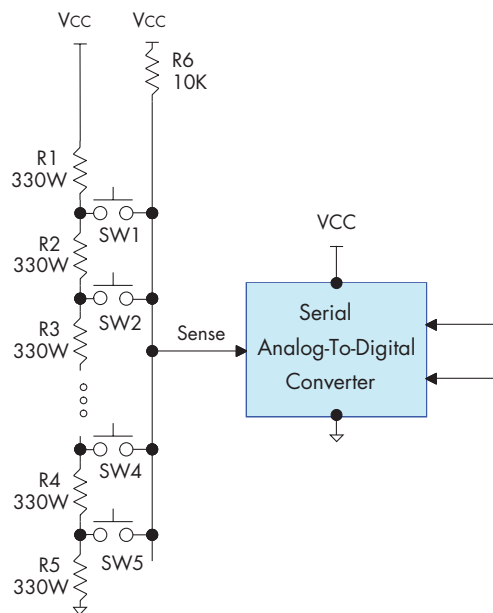 VCC VCC
R6
10K
R1
330W
SW1
R2
330W
VCC
SW2
R3
330W
Sense
Serial
Analog-To-Digital
Converter
SW4
R4
330W
SW5
R5
330W